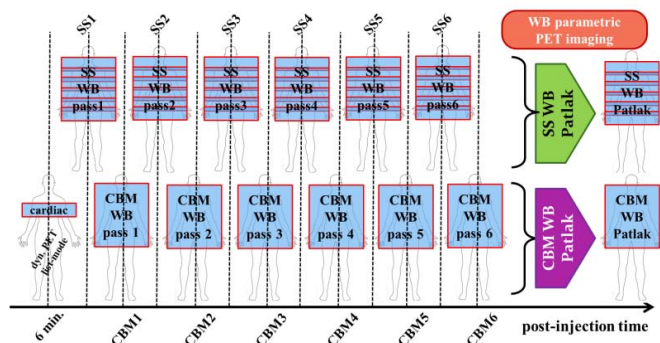 SS1 SS2 SS3 SS4 SS5 SS6
WB parametric
PET imaging
SS
WB
pass1
SS
WB
pass2
SS
WB
pass3
SS
WB
pass4
SS
WB
pass5
SS
WB
pass6
SS WB
Patlak
SS
WB
Patlak
cardiac
dyn. PET
list-mode
CBM
WB
pass 1
CBM
WB
pass 2
CBM
WB
pass 3
CBM
WB
pass 4
CBM
WB
pass 5
CBM
WB
pass 6
CBM WB
Patlak
CBM
WB
Patlak
6 min. CBM1 CBM2 CBM3 CBM4 CBM5 CBM6 post-injection time